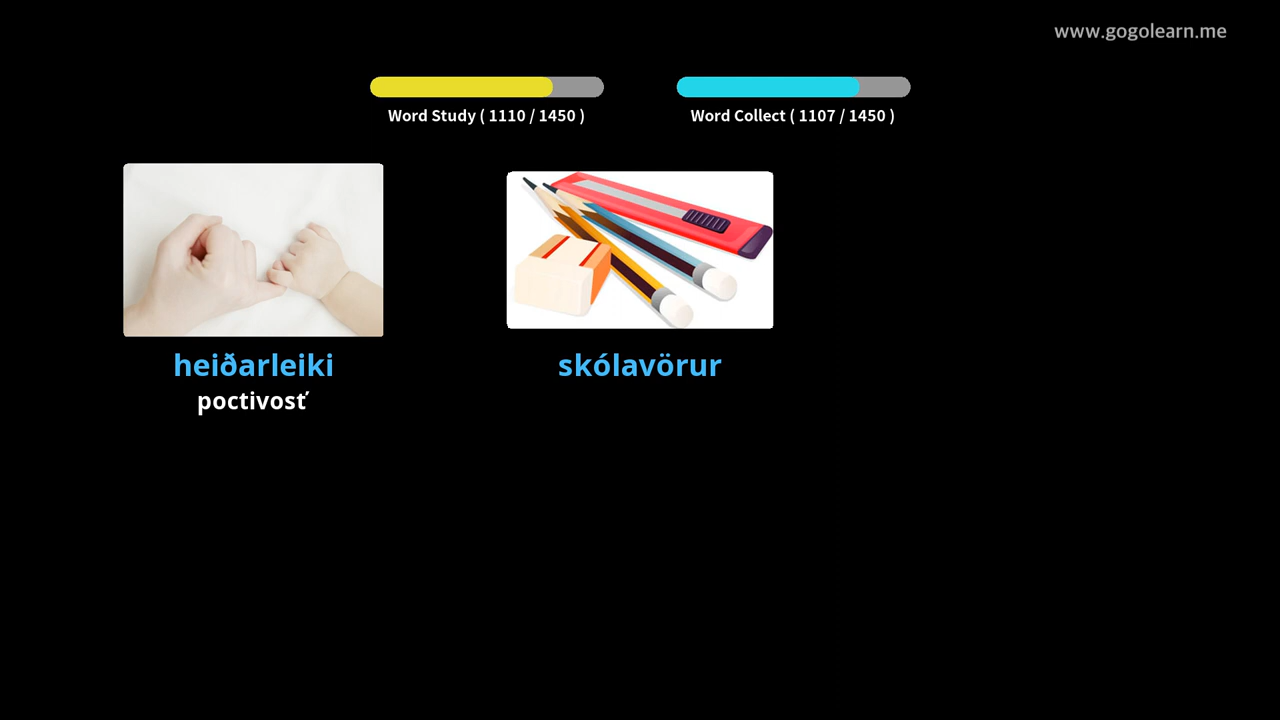 www.gogolearn.me
Word Study ( 1110 / 1450 )
Word Collect ( 1107 / 1450 )
heiðarleiki
poctivosť
skólavörur